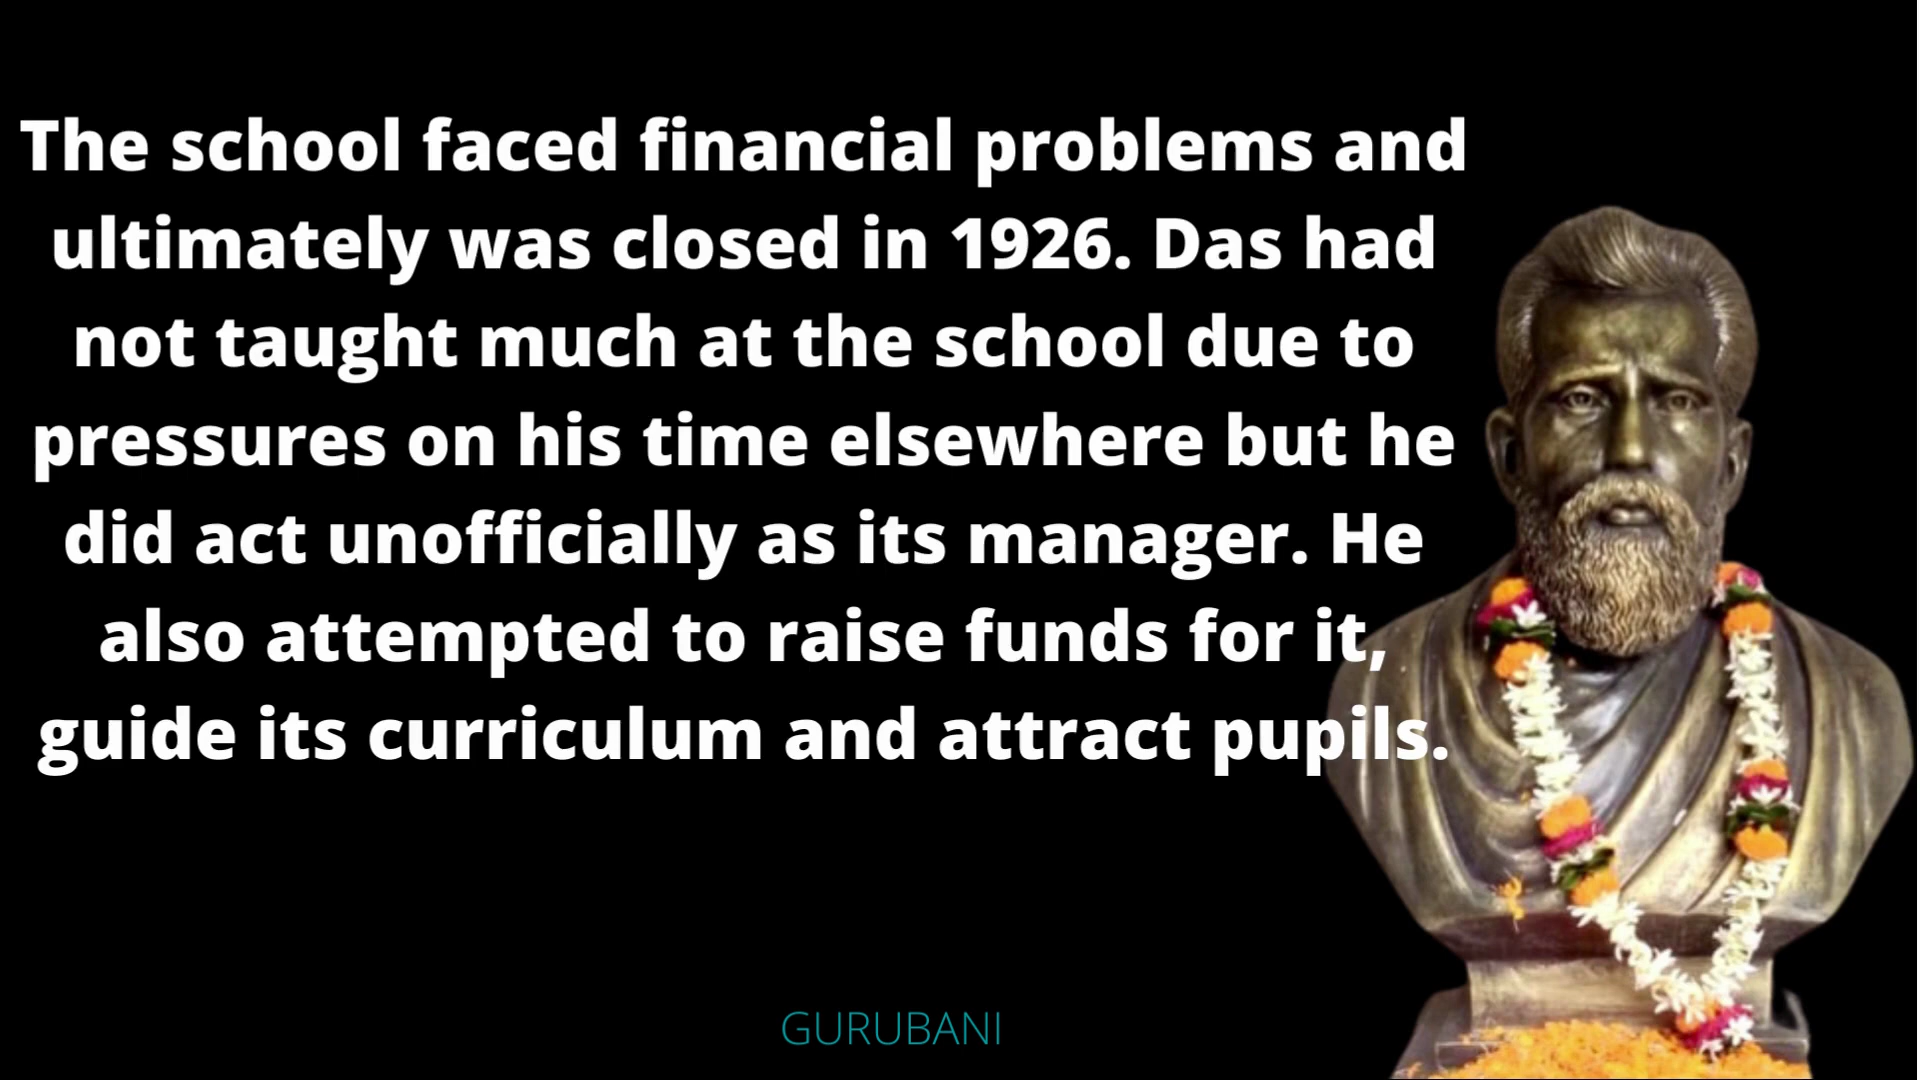 The school faced financial problems and
ultimately was closed in 1926. Das had
not taught much at the school due to
pressures on his time elsewhere but he
did act unofficially as its manager. He
also attempted to raise funds for it,
guide its curriculum and attract pupils.
GURUBANI